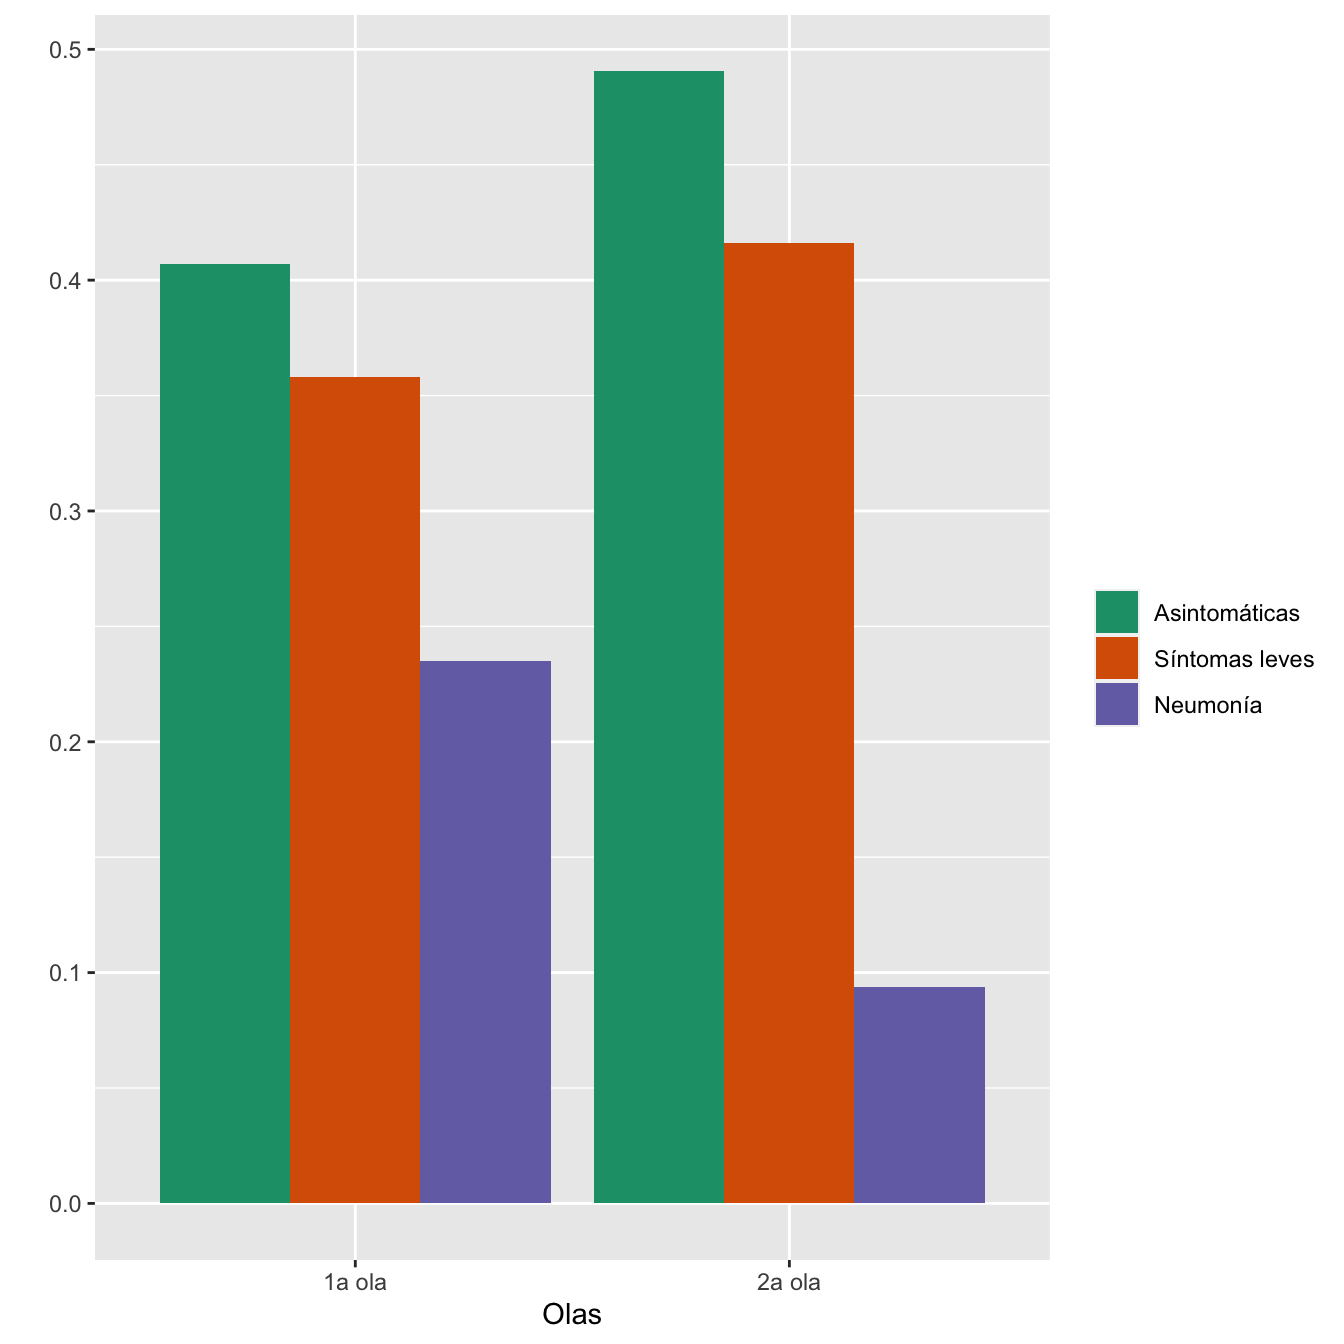 0.5
0.4
0.3
0.2
0.1
0.0
1a ola
2a ola
Olas
Asintomáticas
Síntomas leves
Neumonía